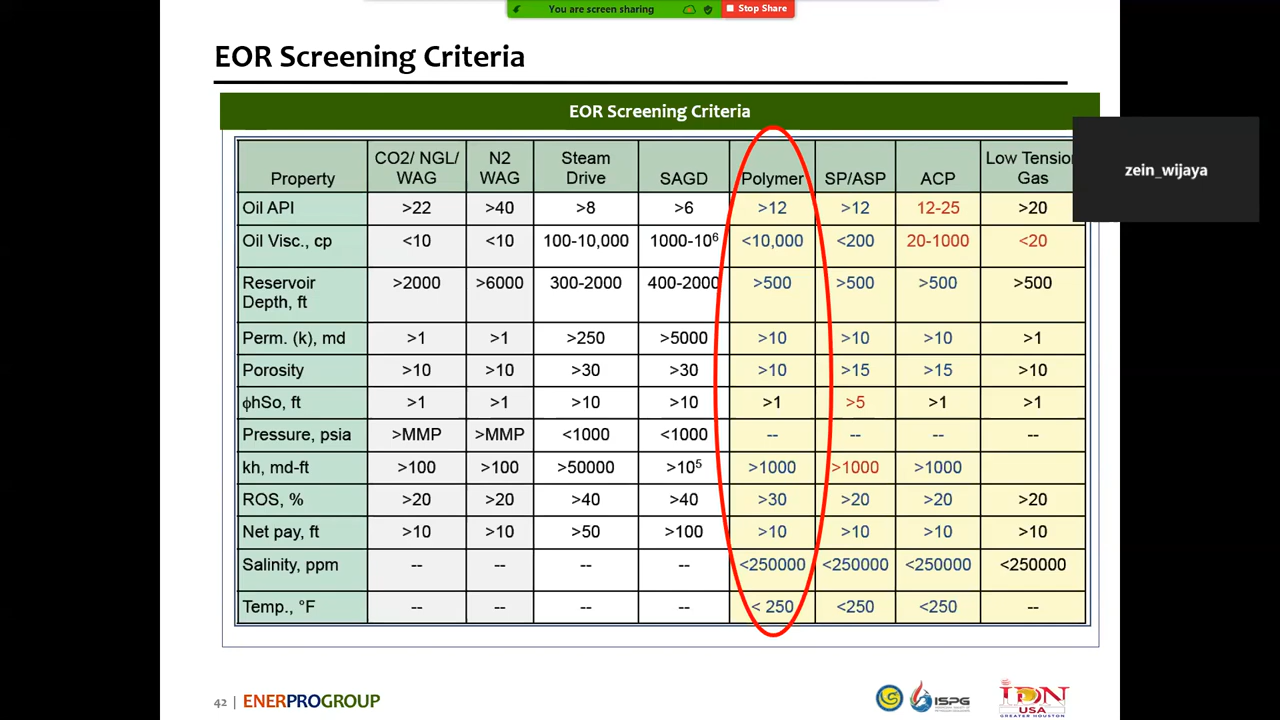 You are screen sharing
Stop Share
EOR Screening Criteria
EOR Screening Criteria
zein_wijaya
Property CO2/ NGL/ WAG N2 WAG Steam Drive SAGD Polymer SP/ASP ACP Low Tension Gas
Oil API >22 >40 >8 >6 >12 >12 12-25 >20
Oil Visc., cp <10 <10 100-10,000 1000-10⁶ <10,000 <200 20-1000 <20
Reservoir Depth, ft >2000 >6000 300-2000 400-2000 >500 >500 >500 >500
Perm. (k), md >1 >1 >250 >5000 >10 >10 >10 >1
Porosity >10 >10 >30 >30 >10 >15 >15 >10
ϕhSo, ft >1 >1 >10 >10 >1 >5 >1 >1
Pressure, psia >MMP >MMP <1000 <1000 -- -- -- --
kh, md-ft >100 >100 >50000 >10⁵ >1000 >1000 >1000
ROS, % >20 >20 >40 >40 >30 >20 >20 >20
Net pay, ft >10 >10 >50 >100 >10 >10 >10 >10
Salinity, ppm -- -- -- -- <250000 <250000 <250000 <250000
Temp., °F -- -- -- -- < 250 <250 <250 --
42 | ENERPROGROUP
ISPG
IDN
USA
GREATER HOUSTON